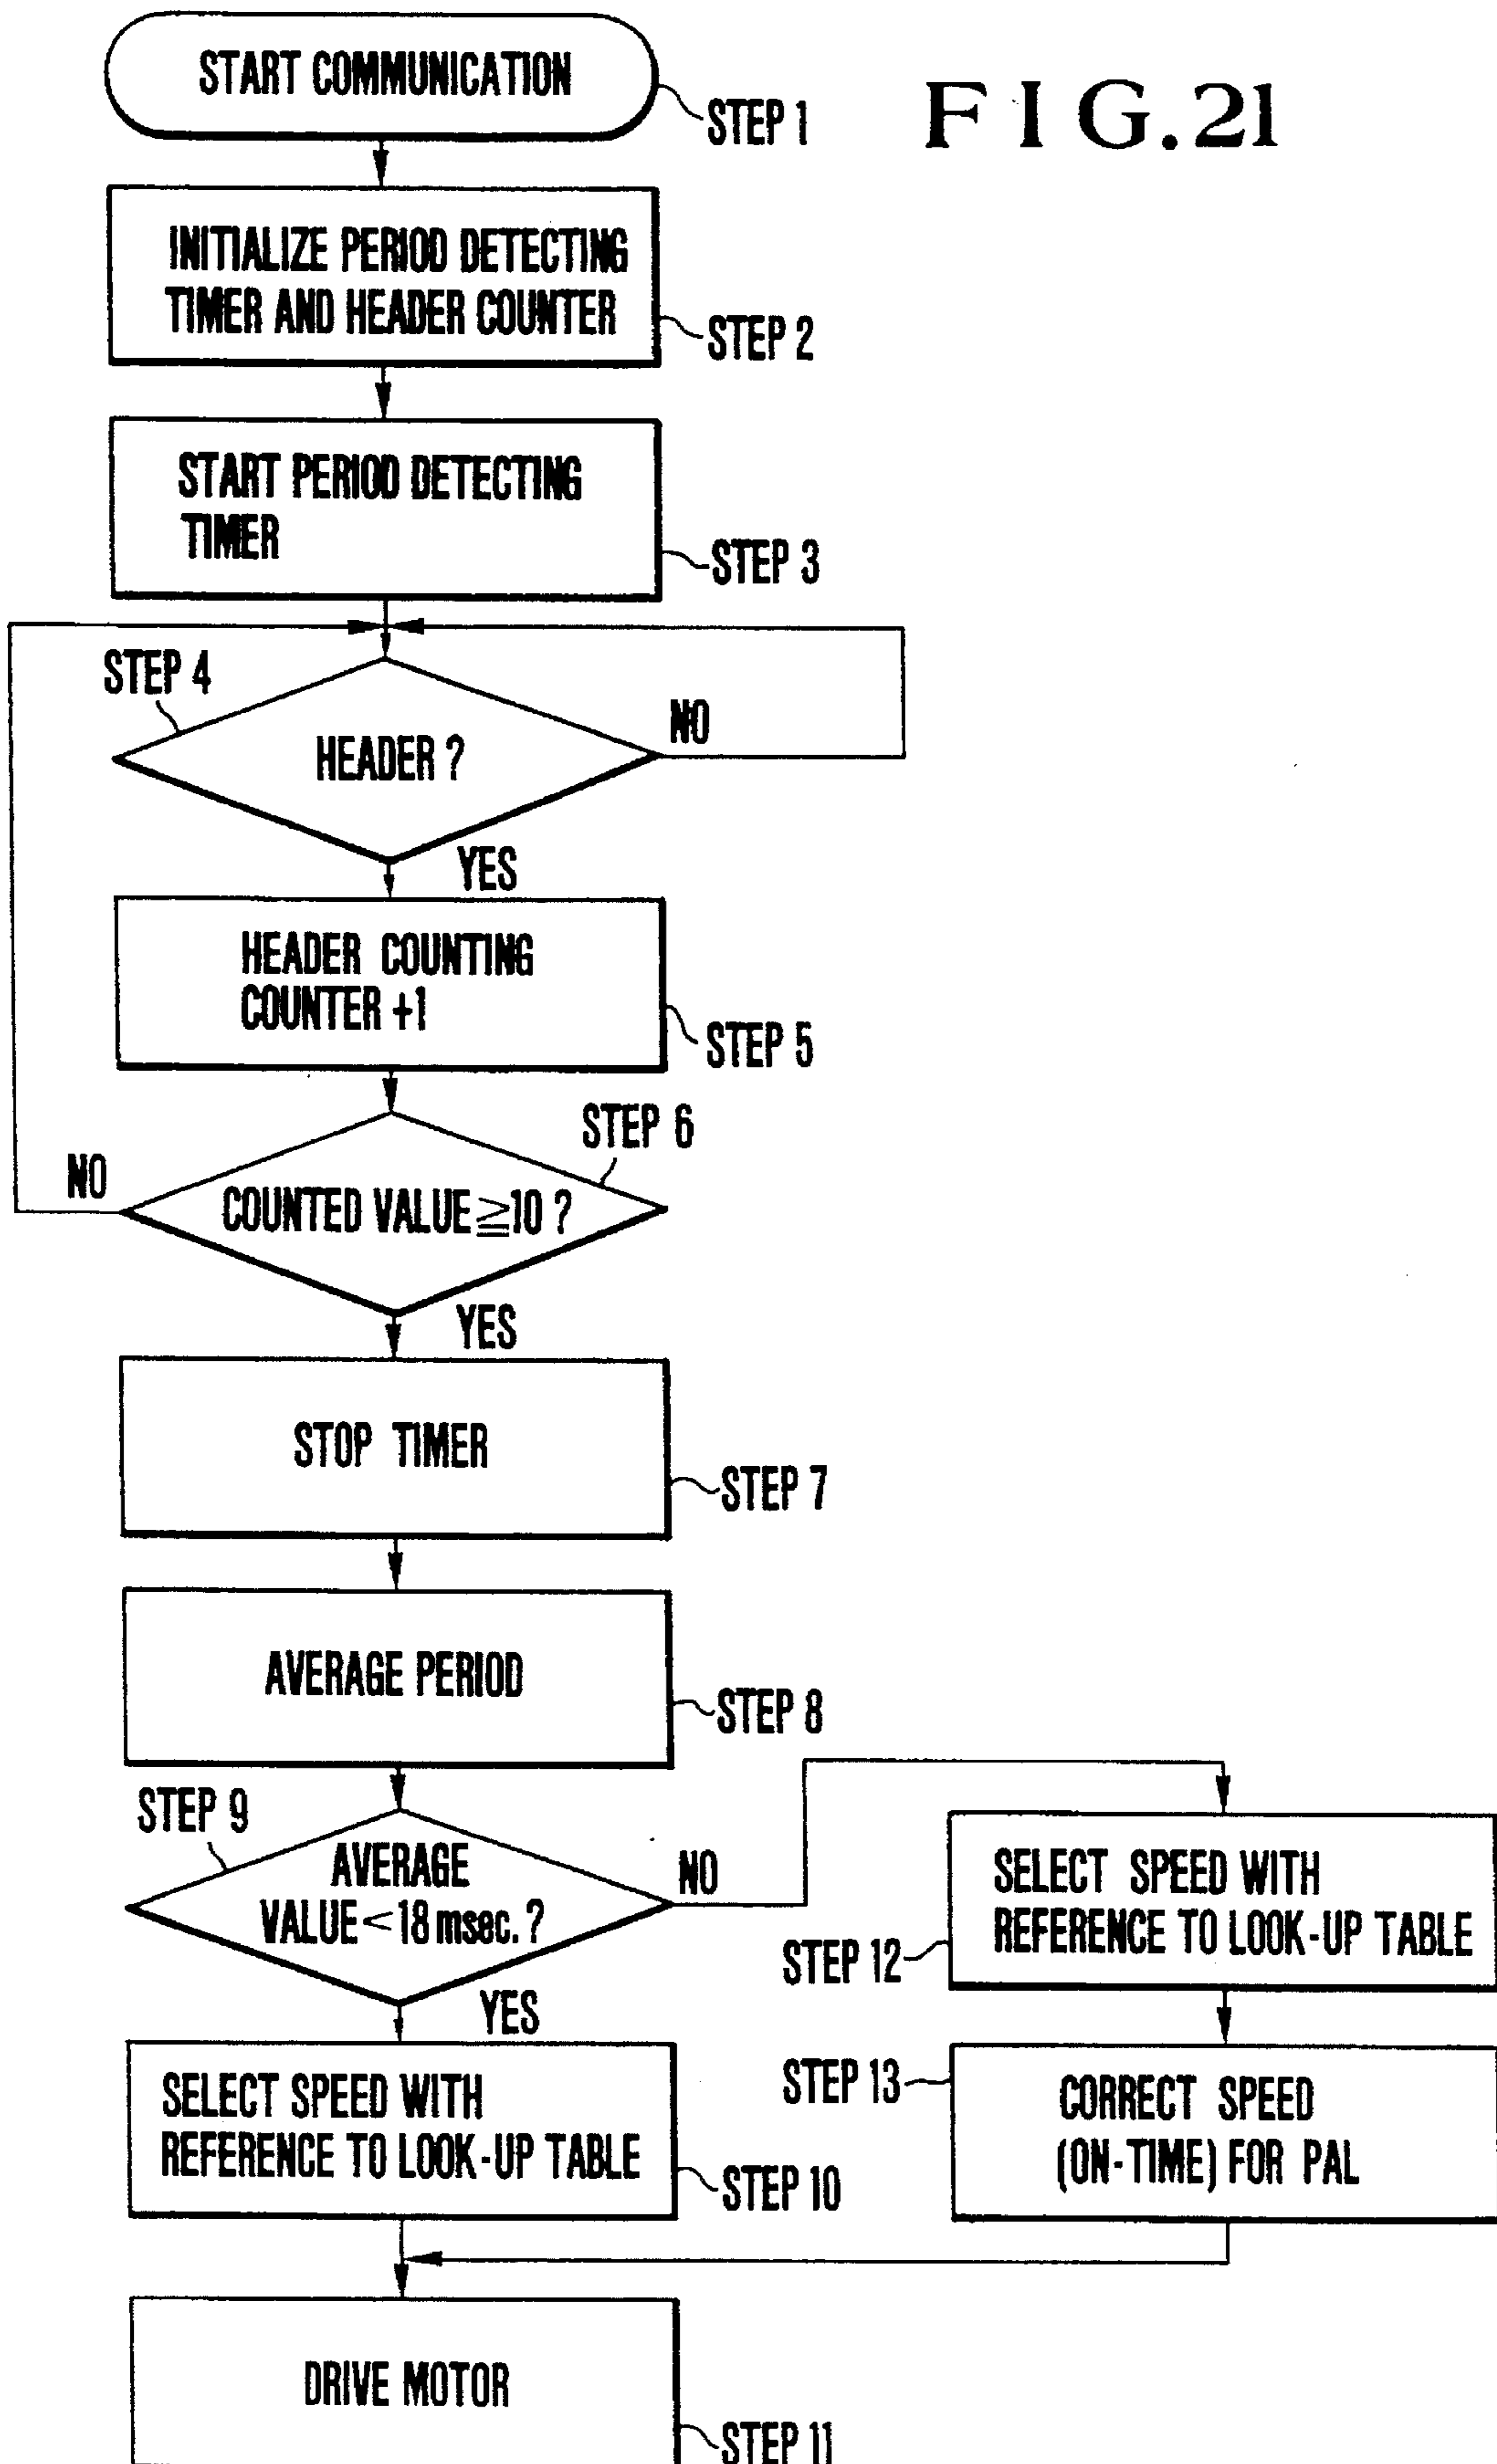 FIG.21
START COMMUNICATION
STEP 1
INITIALIZE PERIOD DETECTING
TIMER AND HEADER COUNTER
STEP 2
START PERIOD DETECTING
TIMER
STEP 3
STEP 4
HEADER ?
NO
YES
HEADER COUNTING
COUNTER +1
STEP 5
STEP 6
NO
COUNTED VALUE ≧10 ?
YES
STOP TIMER
STEP 7
AVERAGE PERIOD
STEP 8
STEP 9
AVERAGE
VALUE < 18 msec. ?
NO
YES
SELECT SPEED WITH
REFERENCE TO LOOK-UP TABLE
STEP 12
SELECT SPEED WITH
REFERENCE TO LOOK-UP TABLE
STEP 10
STEP 13
CORRECT SPEED
(ON-TIME) FOR PAL
DRIVE MOTOR
STEP 11